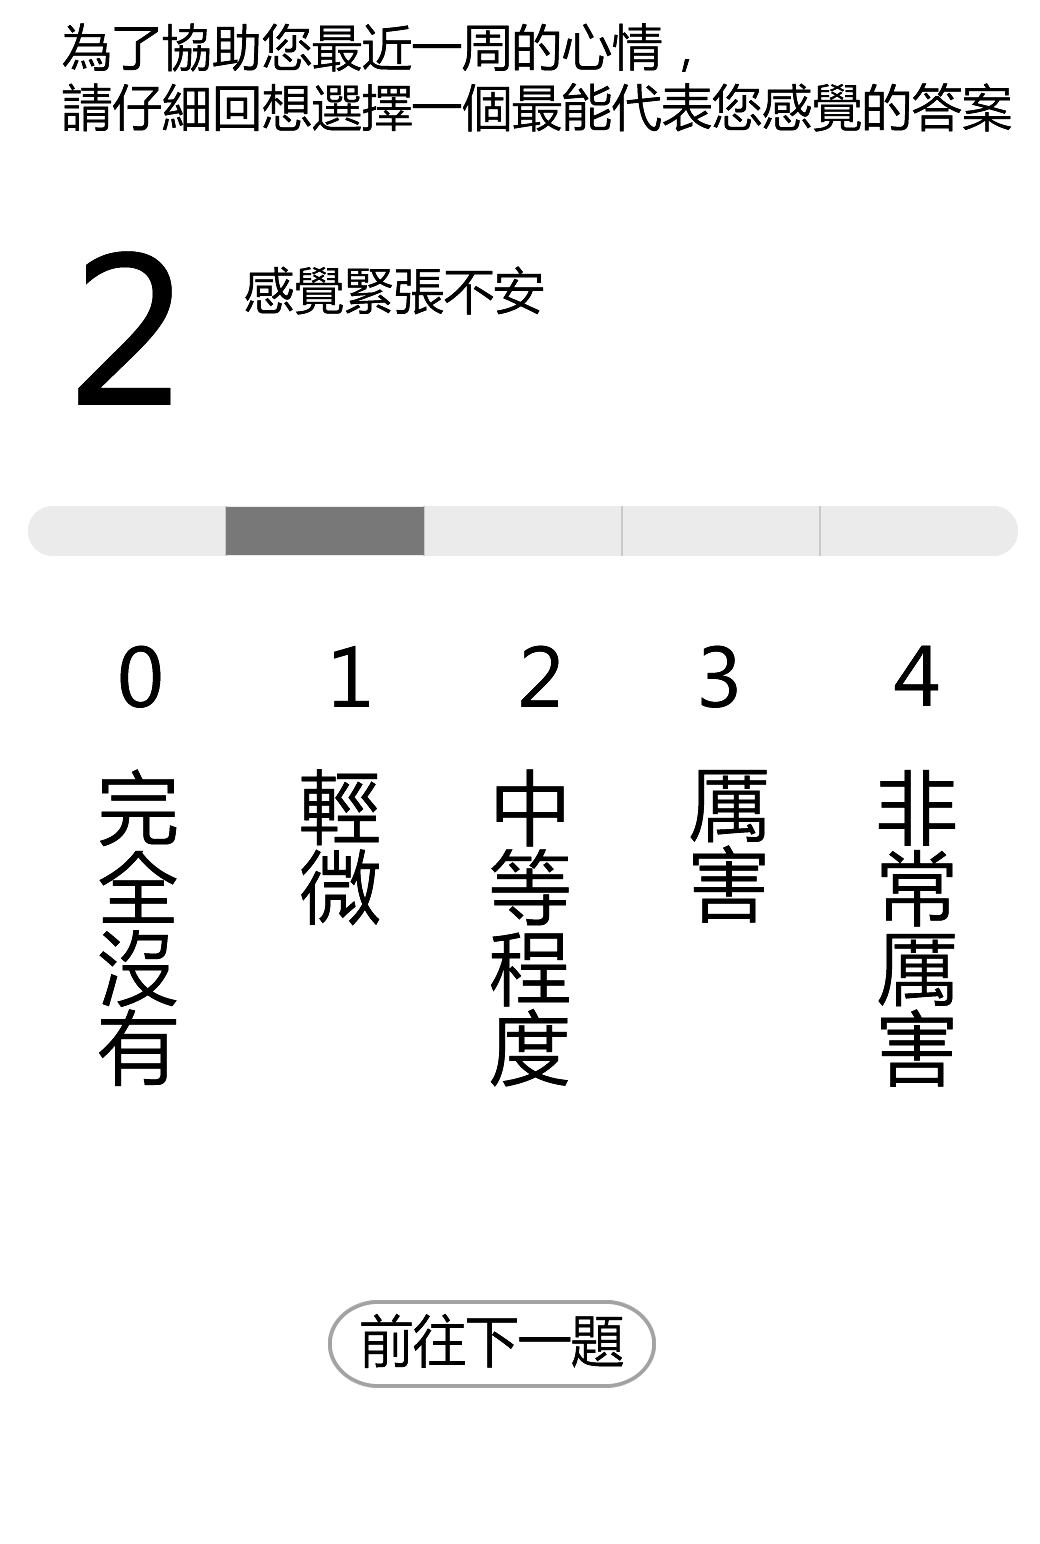 為了協助您最近一周的心情，
請仔細回想選擇一個最能代表您感覺的答案
2
感覺緊張不安
0
1
2
3
4
完全沒有
輕微
中等程度
厲害
非常厲害
前往下一題